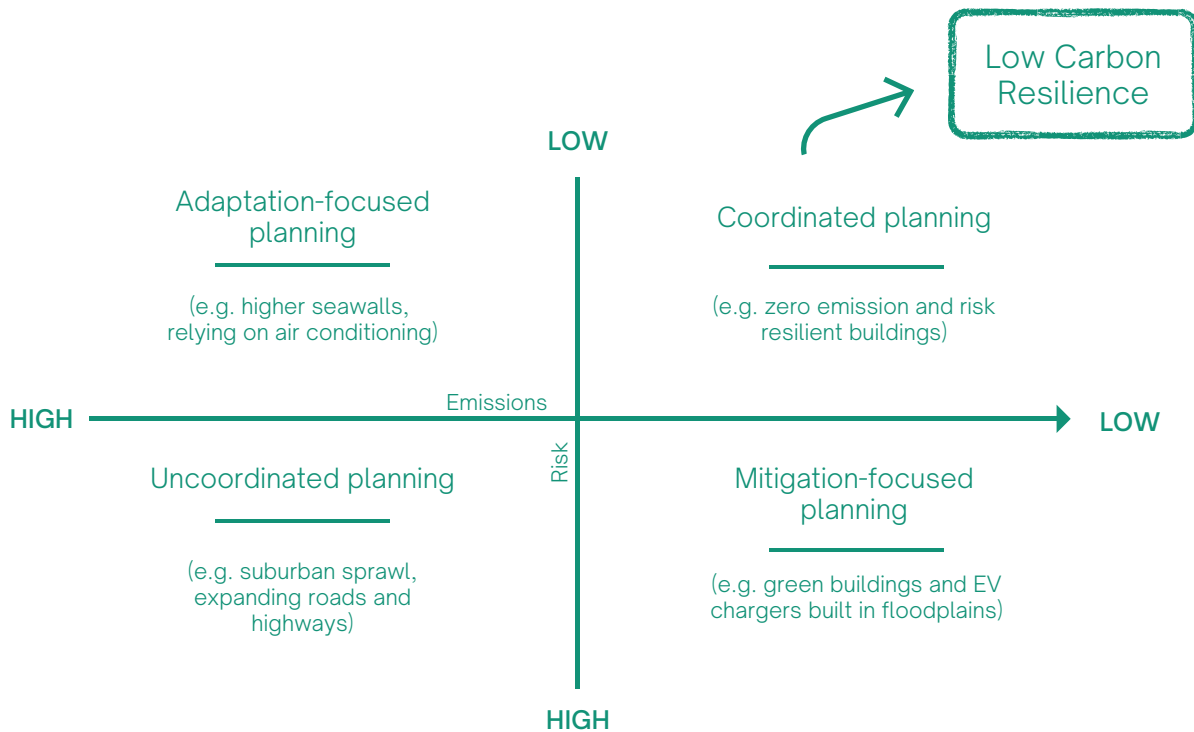 Low Carbon
Resilience
LOW
Adaptation-focused
planning
(e.g. higher seawalls,
relying on air conditioning)
Coordinated planning
(e.g. zero emission and risk
resilient buildings)
HIGH
Emissions
LOW
Risk
Uncoordinated planning
(e.g. suburban sprawl,
expanding roads and
highways)
Mitigation-focused
planning
(e.g. green buildings and EV
chargers built in floodplains)
HIGH